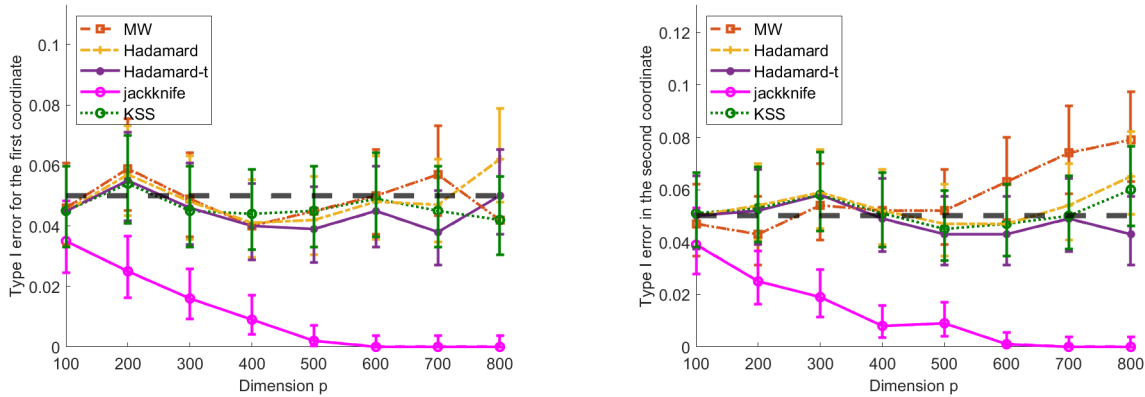 Type I error for the first coordinate
0.1
0.08
0.06
0.04
0.02
0
MW
Hadamard
Hadamard-t
jackknife
KSS
100 200 300 400 500 600 700 800
Dimension p
Type I error in the second coordinate
0.12
0.1
0.08
0.06
0.04
0.02
0
MW
Hadamard
Hadamard-t
jackknife
KSS
100 200 300 400 500 600 700 800
Dimension p